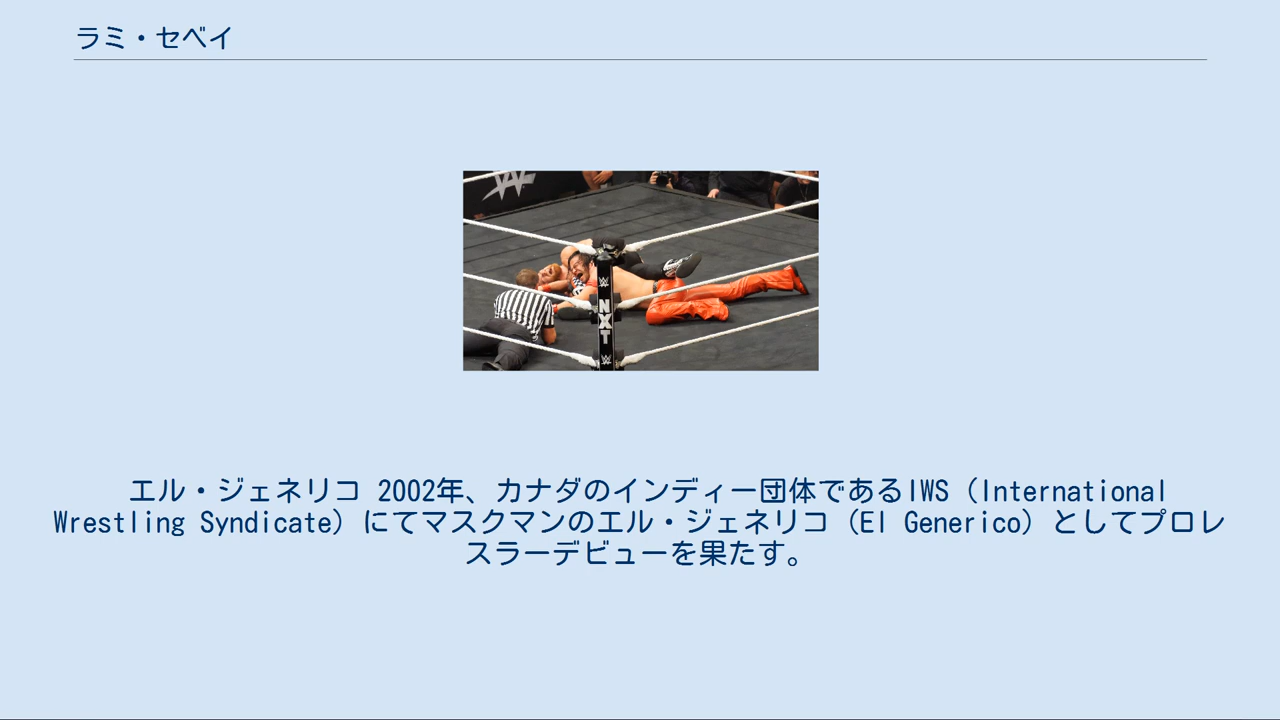 ラミ・セベイ
W
NXT
W
エル・ジェネリコ 2002年、カナダのインディー団体であるIWS（International
Wrestling Syndicate）にてマスクマンのエル・ジェネリコ（El Generico）としてプロレ
スラーデビューを果たす。